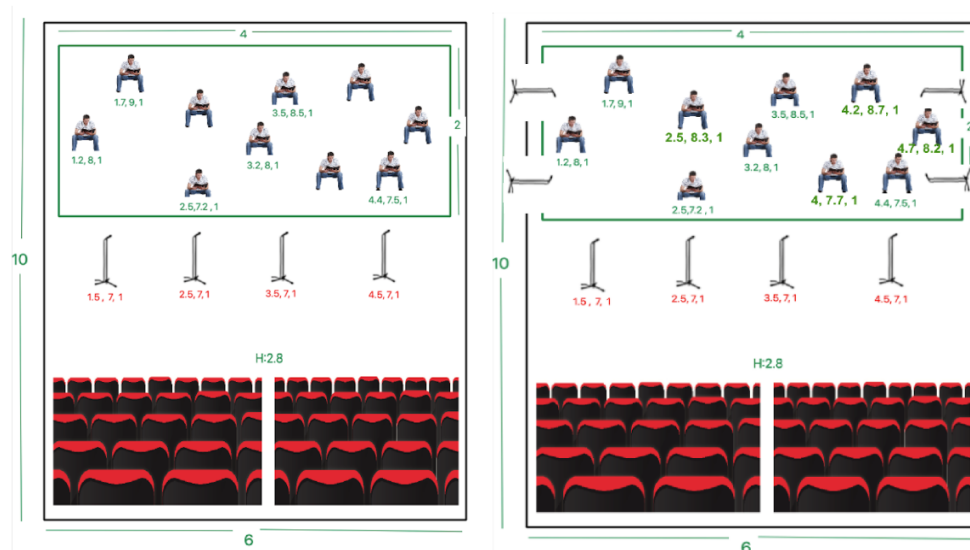 4
1.7, 9, 1
3.5, 8.5, 1
2
1.2, 8, 1
3.2, 8, 1
2.5,7.2 , 1
4.4, 7.5, 1
10
1.5 , 7, 1
2.5, 7, 1
3.5, 7, 1
4.5, 7, 1
H:2.8
6
4
1.7, 9, 1
3.5, 8.5, 1
4.2, 8.7, 1
2.5, 8.3, 1
2
1.2, 8, 1
3.2, 8, 1
4.7, 8.2, 1
4, 7.7, 1
4.4, 7.5, 1
2.5,7.2 , 1
10
1.5 , 7, 1
2.5, 7, 1
3.5, 7, 1
4.5, 7, 1
H:2.8
6